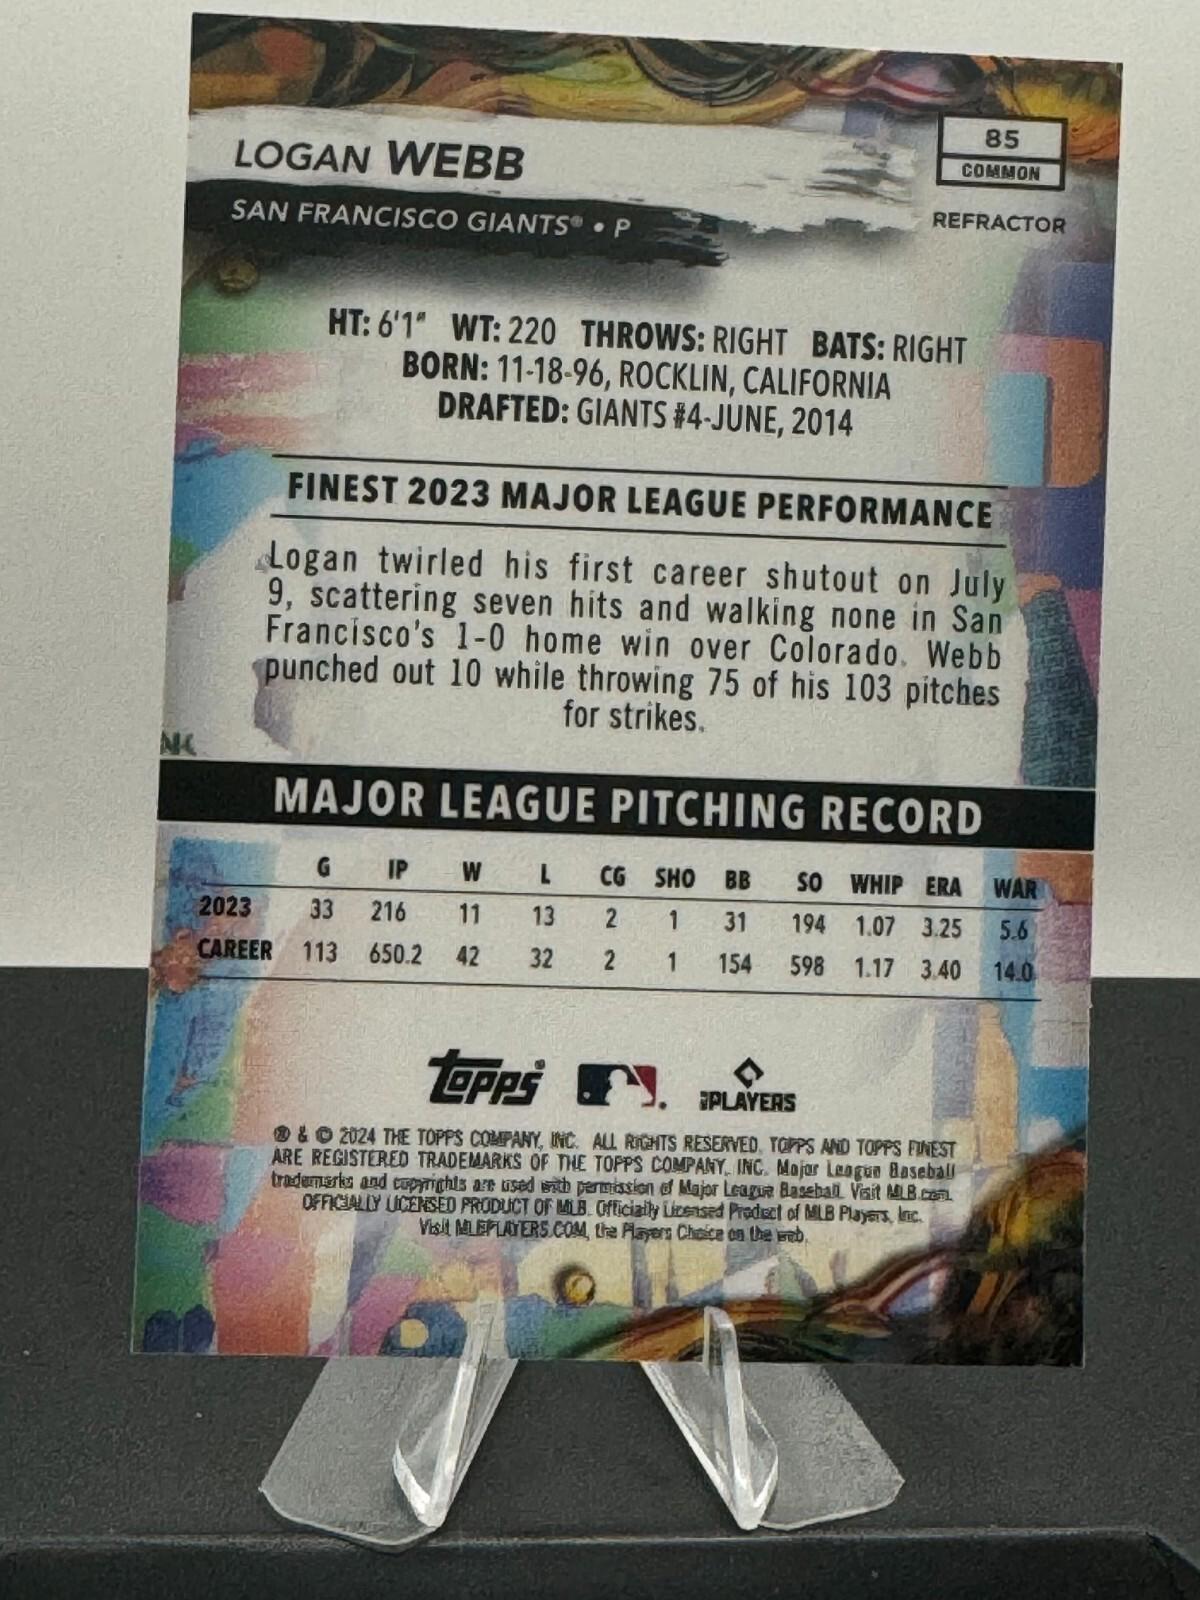 LOGAN WEBB
SAN FRANCISCO GIANTS® • P
85
COMMON
REFRACTOR
HT: 6'1" WT: 220 THROWS: RIGHT BATS: RIGHT
BORN: 11-18-96, ROCKLIN, CALIFORNIA
DRAFTED: GIANTS #4-JUNE, 2014
FINEST 2023 MAJOR LEAGUE PERFORMANCE
Logan twirled his first career shutout on July
9, scattering seven hits and walking none in San
Francisco's 1-0 home win over Colorado. Webb
punched out 10 while throwing 75 of his 103 pitches
for strikes.
NK
MAJOR LEAGUE PITCHING RECORD
G IP W L CG SHO BB SO WHIP ERA WAR
2023 33 216 11 13 2 1 31 194 1.07 3.25 5.6
CAREER 113 650.2 42 32 2 1 154 598 1.17 3.40 14.0
Topps® MLB PLAYERS
® & © 2024 THE TOPPS COMPANY, INC. ALL RIGHTS RESERVED. TOPPS AND TOPPS FINEST
ARE REGISTERED TRADEMARKS OF THE TOPPS COMPANY, INC. Major League Baseball
trademarks and copyrights are used with permission of Major League Baseball. Visit MLB.com.
OFFICIALLY LICENSED PRODUCT OF MLB. Officially Licensed Product of MLB Players, Inc.
Visit MLBPLAYERS.COM, the Players Choice on the web.